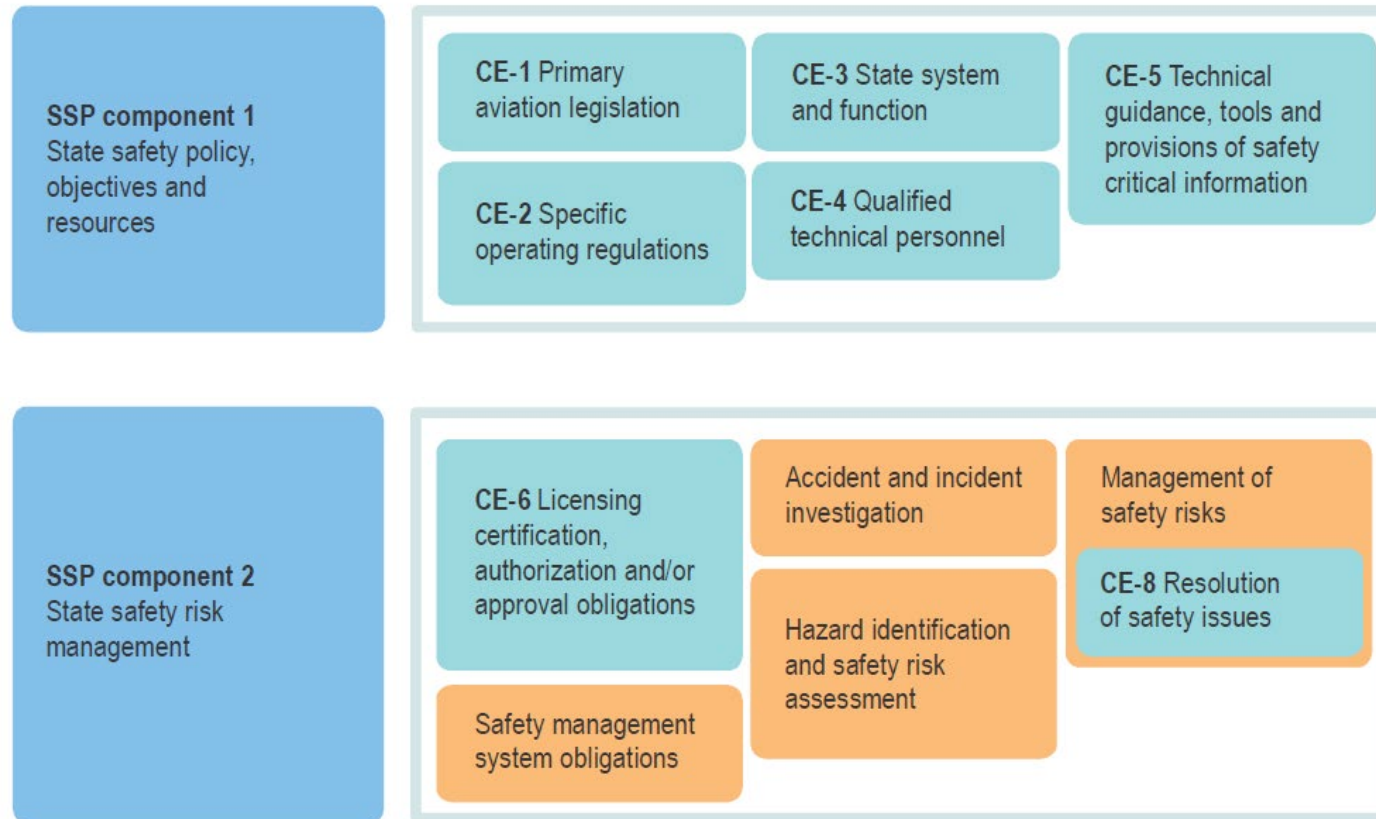 SSP component 1
State safety policy,
objectives and
resources
CE-1 Primary
aviation legislation
CE-2 Specific
operating regulations
CE-3 State system
and function
CE-4 Qualified
technical personnel
CE-5 Technical
guidance, tools and
provisions of safety
critical information
SSP component 2
State safety risk
management
CE-6 Licensing
certification,
authorization and/or
approval obligations
Safety management
system obligations
Accident and incident
investigation
Hazard identification
and safety risk
assessment
Management of
safety risks
CE-8 Resolution
of safety issues